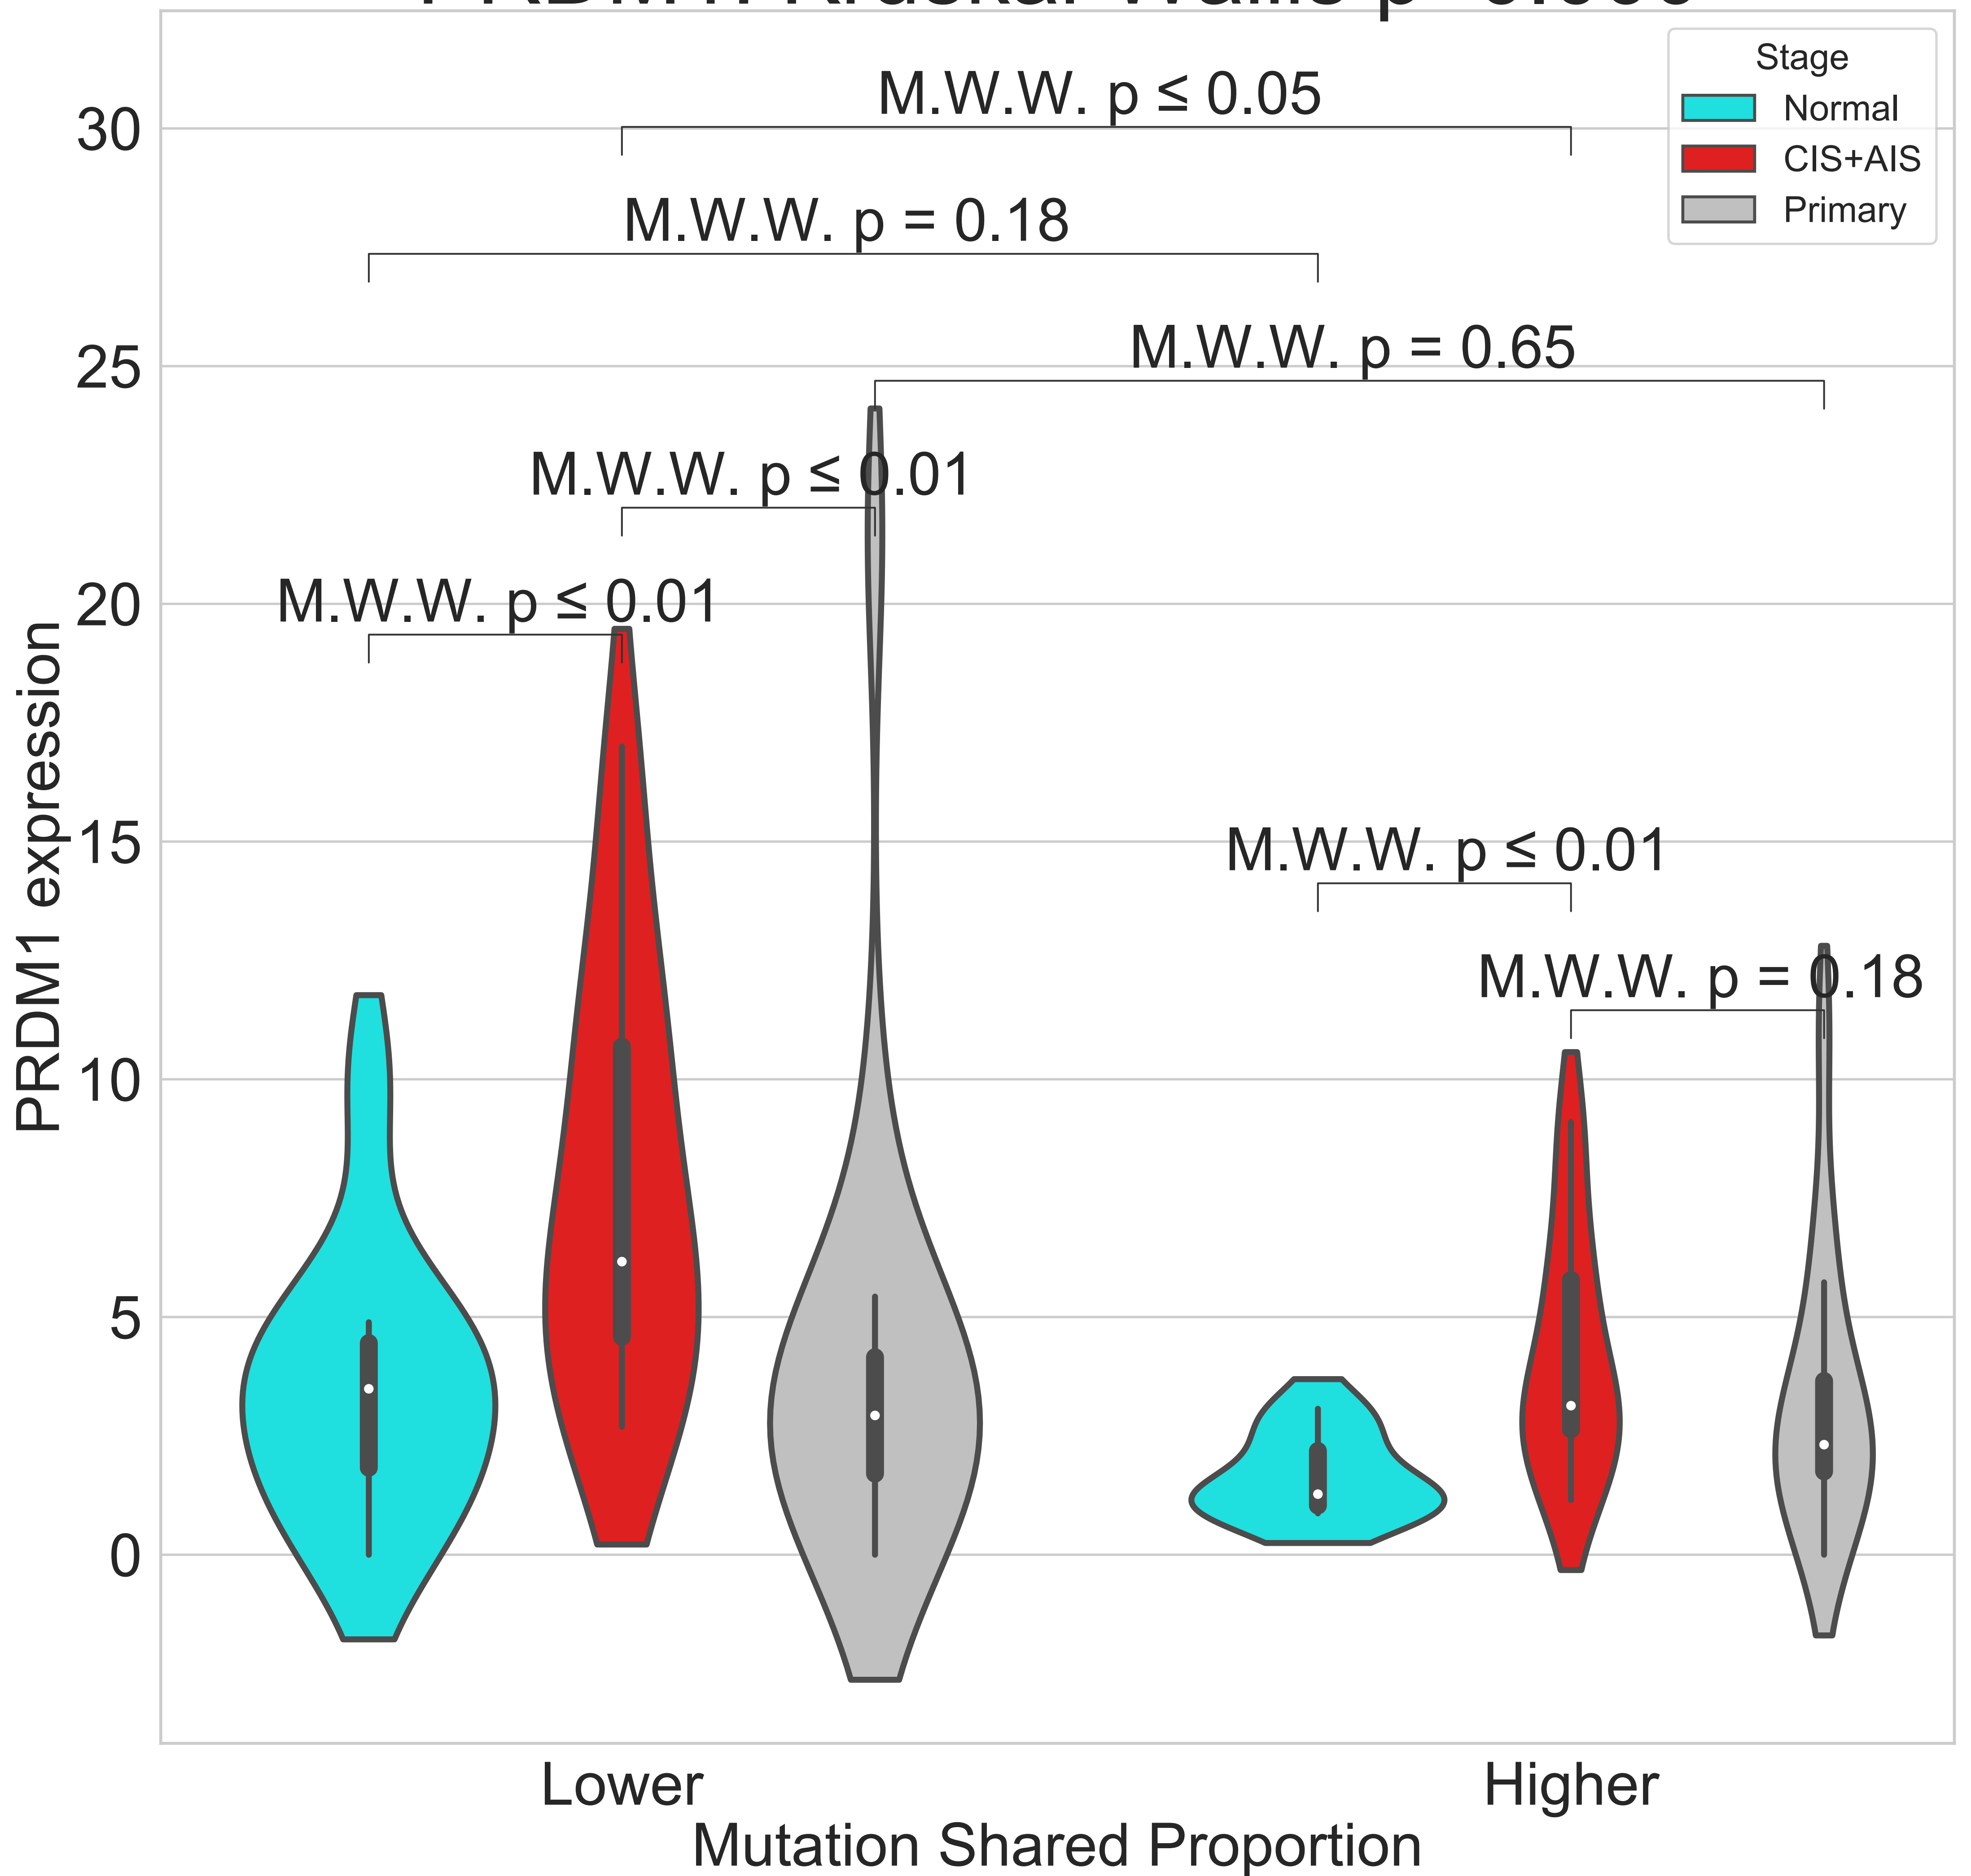 Stage
Normal
CIS+AIS
Primary
M.W.W. p ≤ 0.05
M.W.W. p = 0.18
M.W.W. p = 0.65
M.W.W. p ≤ 0.01
M.W.W. p ≤ 0.01
M.W.W. p ≤ 0.01
M.W.W. p = 0.18
30
25
20
15
10
5
0
PRDM1 expression
Lower
Higher
Mutation Shared Proportion